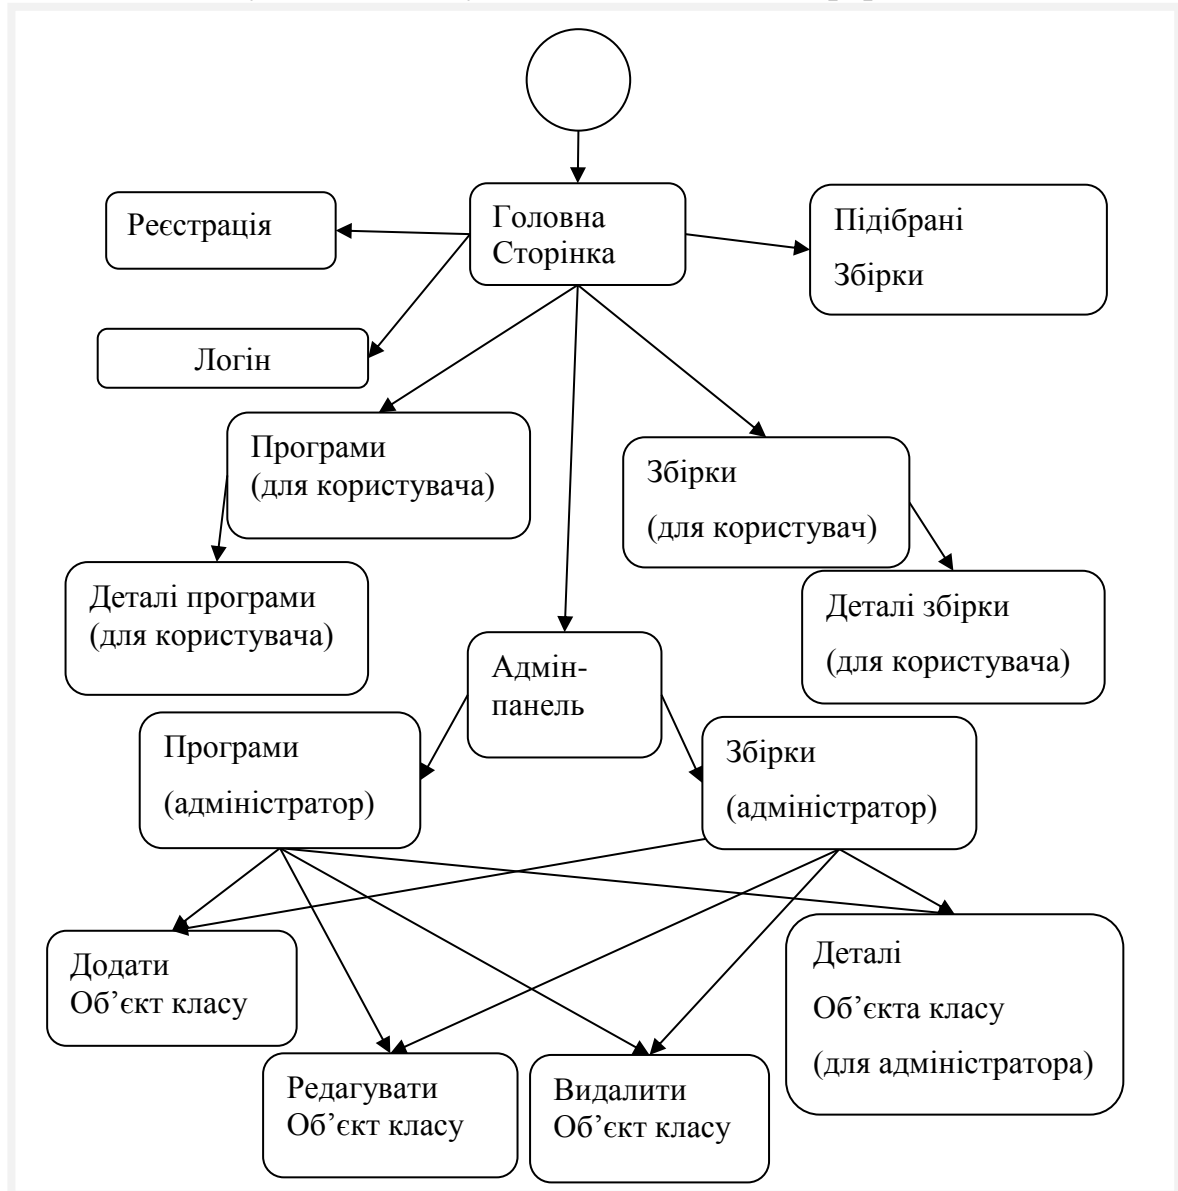 Реєстрація
Головна
Сторінка
Підібрані
Збірки
Логін
Програми
(для користувача)
Збірки
(для користувач)
Деталі програми
(для користувача)
Деталі збірки
(для користувача)
Адмін-
панель
Програми
(адміністратор)
Збірки
(адміністратор)
Додати
Об’єкт класу
Деталі
Об’єкта класу
(для адміністратора)
Редагувати
Об’єкт класу
Видалити
Об’єкт класу